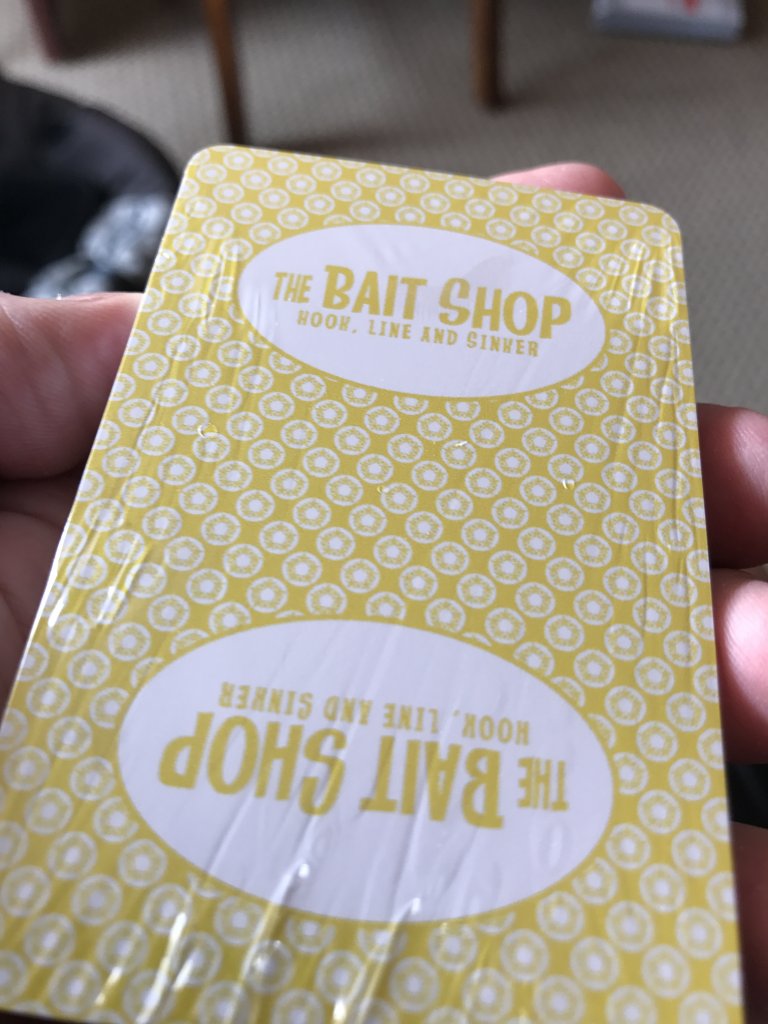 THE BAIT SHOP
HOOK, LINE AND SINKER
THE BAIT SHOP
HOOK, LINE AND SINKER